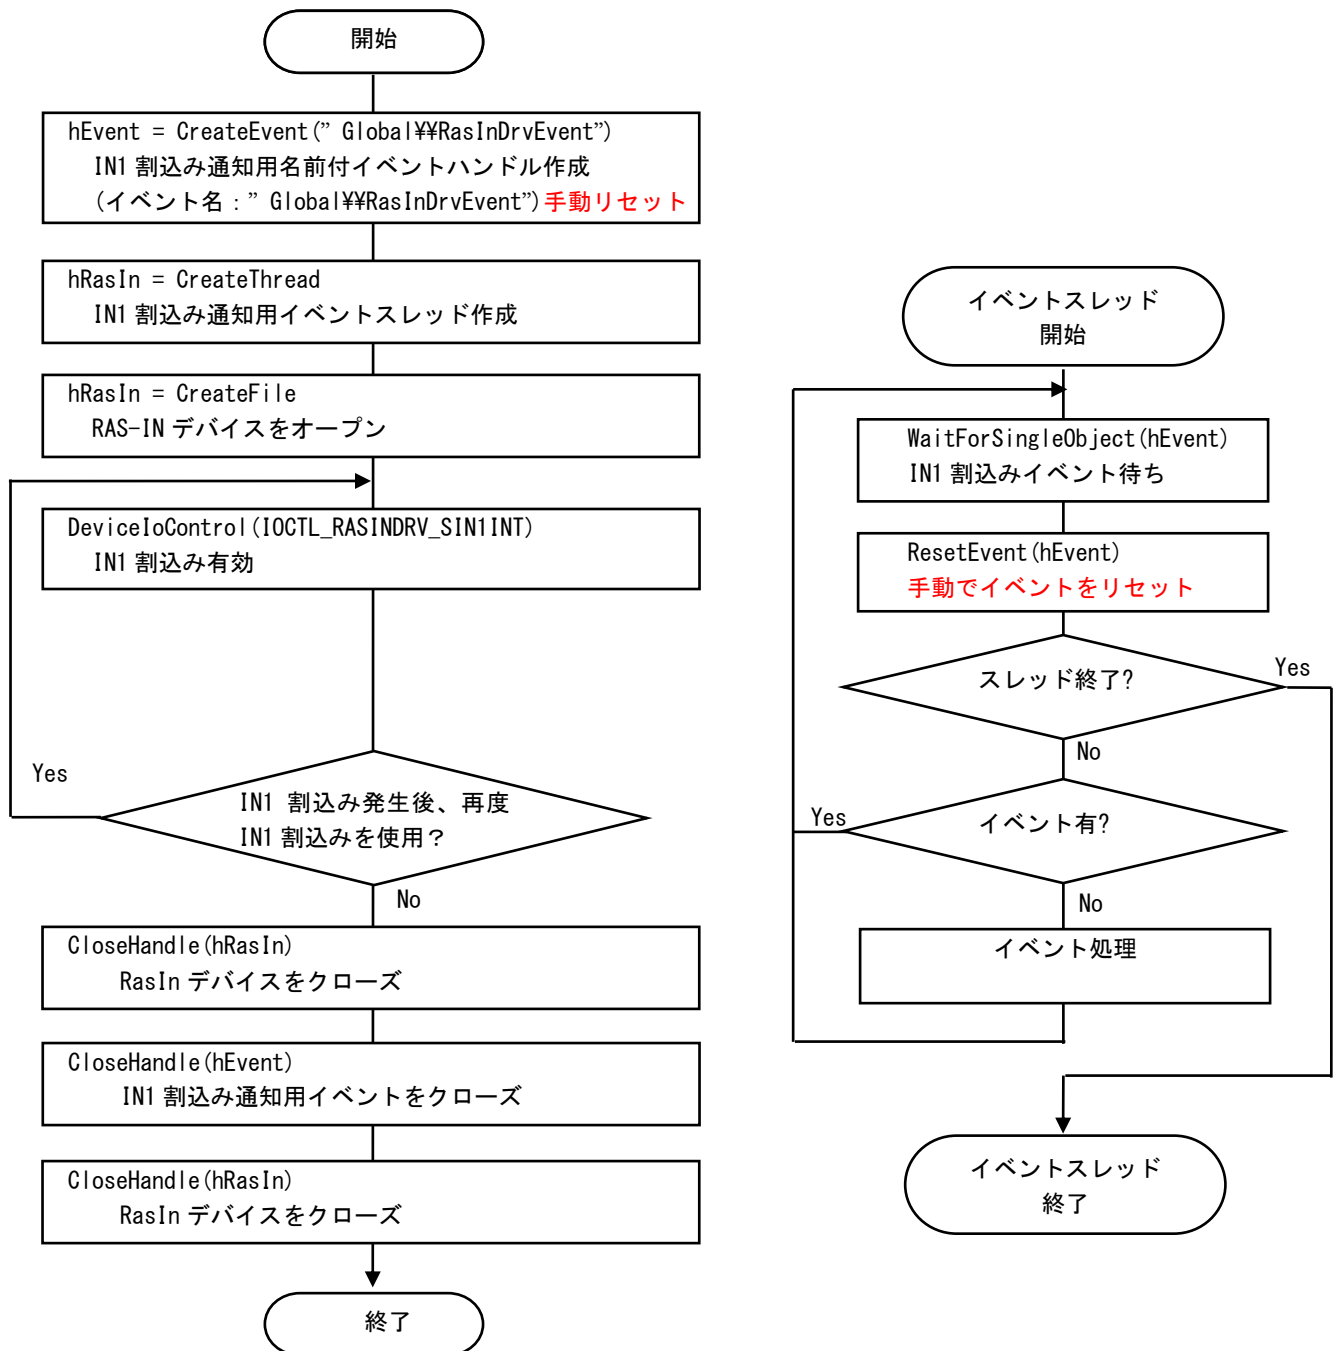 開始
hEvent = CreateEvent(” Global¥¥RasInDrvEvent”)
IN1 割込み通知用名前付イベントハンドル作成
(イベント名：” Global¥¥RasInDrvEvent”)手動リセット
hRasIn = CreateThread
IN1 割込み通知用イベントスレッド作成
hRasIn = CreateFile
RAS-IN デバイスをオープン
DeviceIoControl(IOCTL_RASINDRV_SIN1INT)
IN1 割込み有効
Yes
IN1 割込み発生後、再度
IN1 割込みを使用？
No
CloseHandle(hRasIn)
RasIn デバイスをクローズ
CloseHandle(hEvent)
IN1 割込み通知用イベントをクローズ
CloseHandle(hRasIn)
RasIn デバイスをクローズ
終了
イベントスレッド
開始
WaitForSingleObject(hEvent)
IN1 割込みイベント待ち
ResetEvent(hEvent)
手動でイベントをリセット
スレッド終了?
Yes
No
イベント有?
Yes
No
イベント処理
イベントスレッド
終了